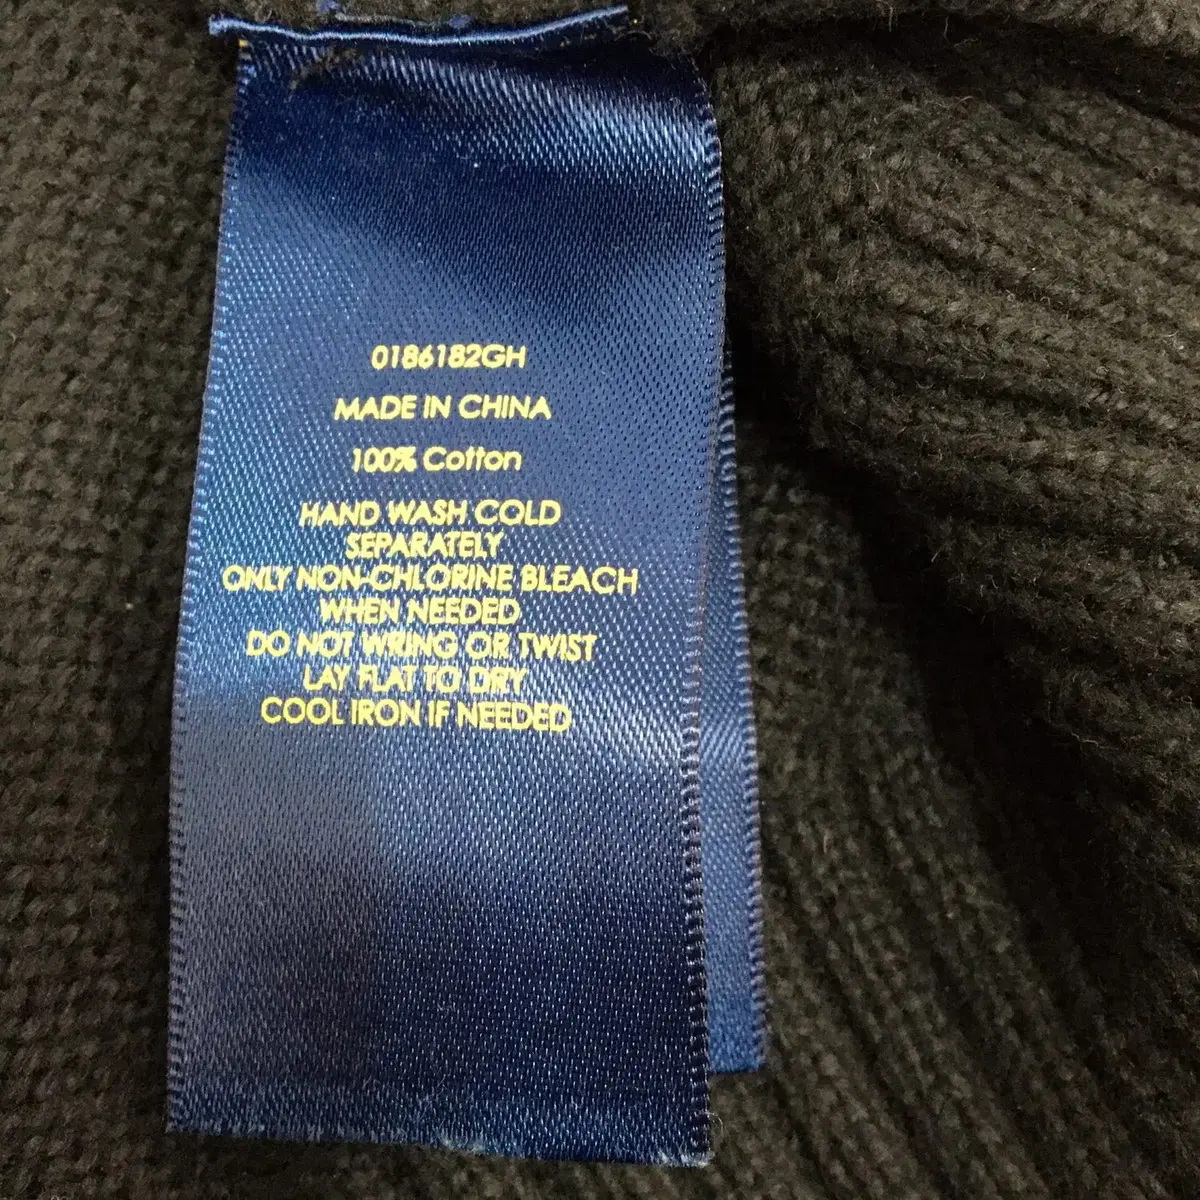 0186182GH
MADE IN CHINA
100% Cotton
HAND WASH COLD
SEPARATELY
ONLY NON-CHLORINE BLEACH
WHEN NEEDED
DO NOT WRING OR TWIST
LAY FLAT TO DRY
COOL IRON IF NEEDED